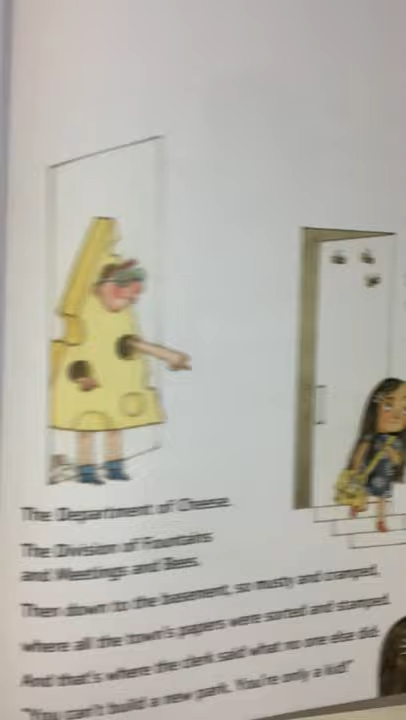 The Department of Cheese.
The Division of Fountains
and Meetings and Bees.
Then down to the basement, so musty and cramped,
where all the town's papers were sorted and stamped.
And that's where the clerk said what no one else did:
"You can't build a new park. You're only a kid!"